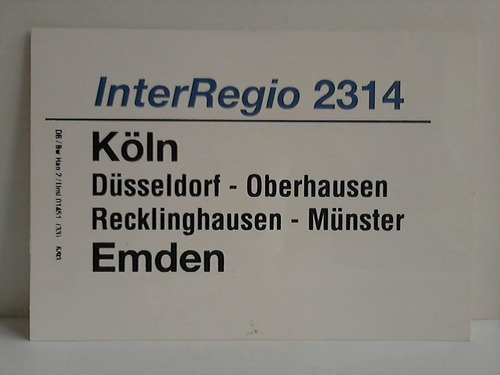 InterRegio 2314
Köln
Düsseldorf - Oberhausen
Recklinghausen - Münster
Emden